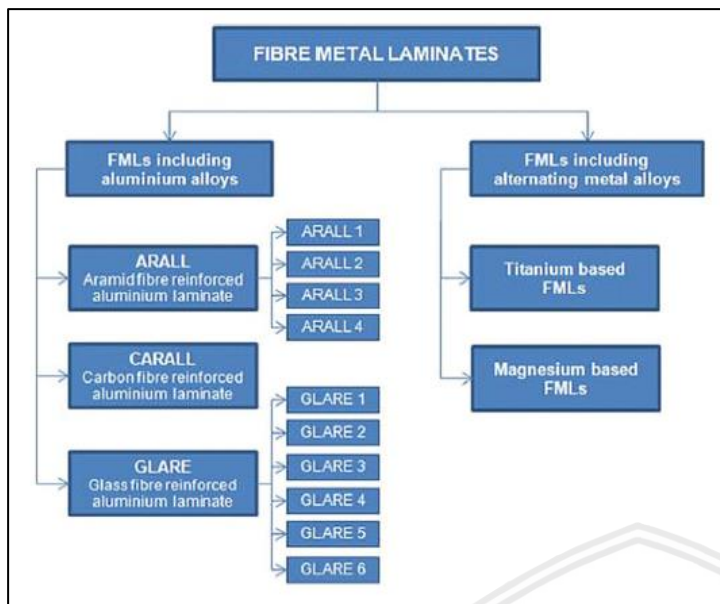 FIBRE METAL LAMINATES
FMLs including
aluminium alloys
FMLs including
alternating metal alloys
ARALL
Aramid fibre reinforced
aluminium laminate
ARALL 1
ARALL 2
ARALL 3
ARALL 4
CARALL
Carbon fibre reinforced
aluminium laminate
GLARE
Glass fibre reinforced
aluminium laminate
GLARE 1
GLARE 2
GLARE 3
GLARE 4
GLARE 5
GLARE 6
Titanium based
FMLs
Magnesium based
FMLs